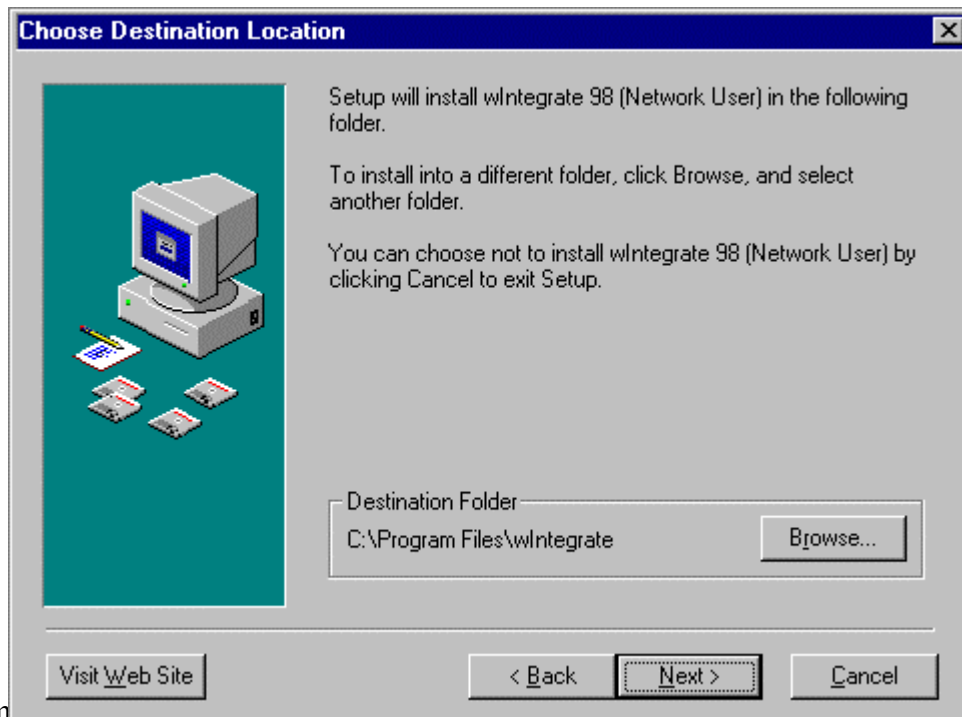 Choose Destination Location
Setup will install wIntegrate 98 (Network User) in the following
folder.
To install into a different folder, click Browse, and select
another folder.
You can choose not to install wIntegrate 98 (Network User) by
clicking Cancel to exit Setup.
Destination Folder
C:\Program Files\wIntegrate
Browse...
Visit Web Site
< Back
Next >
Cancel